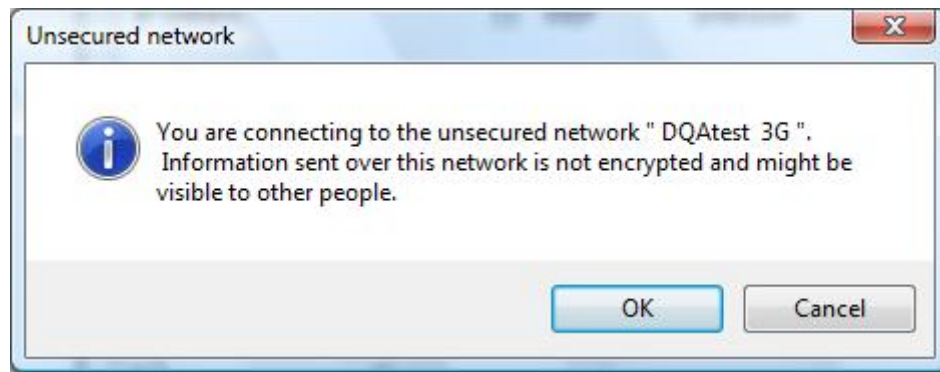 Unsecured network
You are connecting to the unsecured network " DQAtest 3G ".
Information sent over this network is not encrypted and might be
visible to other people.
OK
Cancel